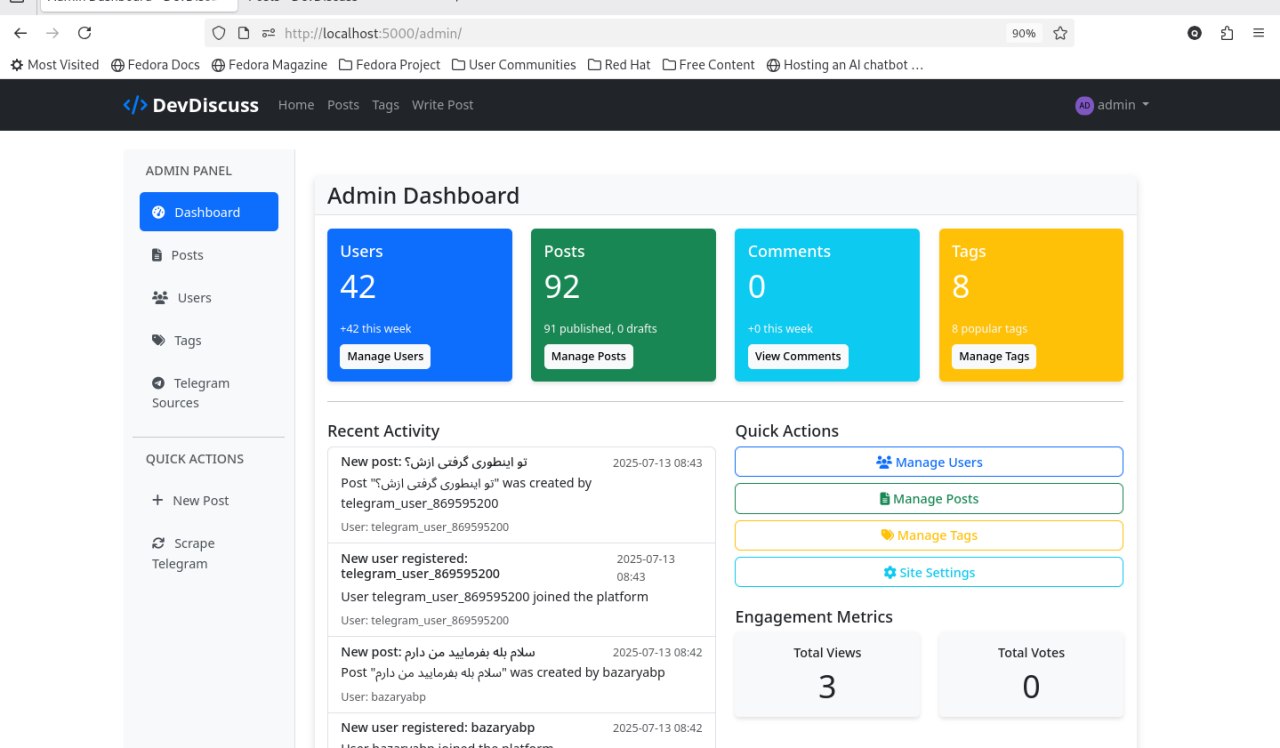 http://localhost:5000/admin/
90%
Most Visited
Fedora Docs
Fedora Magazine
Fedora Project
User Communities
Red Hat
Free Content
Hosting an AI chatbot …
</> DevDiscuss
Home
Posts
Tags
Write Post
AD admin
ADMIN PANEL
Dashboard
Posts
Users
Tags
Telegram
Sources
QUICK ACTIONS
New Post
Scrape
Telegram
Admin Dashboard
Users
42
+42 this week
Manage Users
Posts
92
91 published, 0 drafts
Manage Posts
Comments
0
+0 this week
View Comments
Tags
8
8 popular tags
Manage Tags
Recent Activity
New post: تو اینطوری گرفتی ازش؟
2025-07-13 08:43
Post "تو اینطوری گرفتی ازش؟" was created by
telegram_user_869595200
User: telegram_user_869595200
New user registered:
telegram_user_869595200
2025-07-13
08:43
User telegram_user_869595200 joined the platform
User: telegram_user_869595200
New post: سلام بله بفرمایید من دارم
2025-07-13 08:42
Post "سلام بله بفرمایید من دارم" was created by bazaryabp
User: bazaryabp
New user registered: bazaryabp
2025-07-13 08:42
User bazaryabp joined the platform
Quick Actions
Manage Users
Manage Posts
Manage Tags
Site Settings
Engagement Metrics
Total Views
3
Total Votes
0